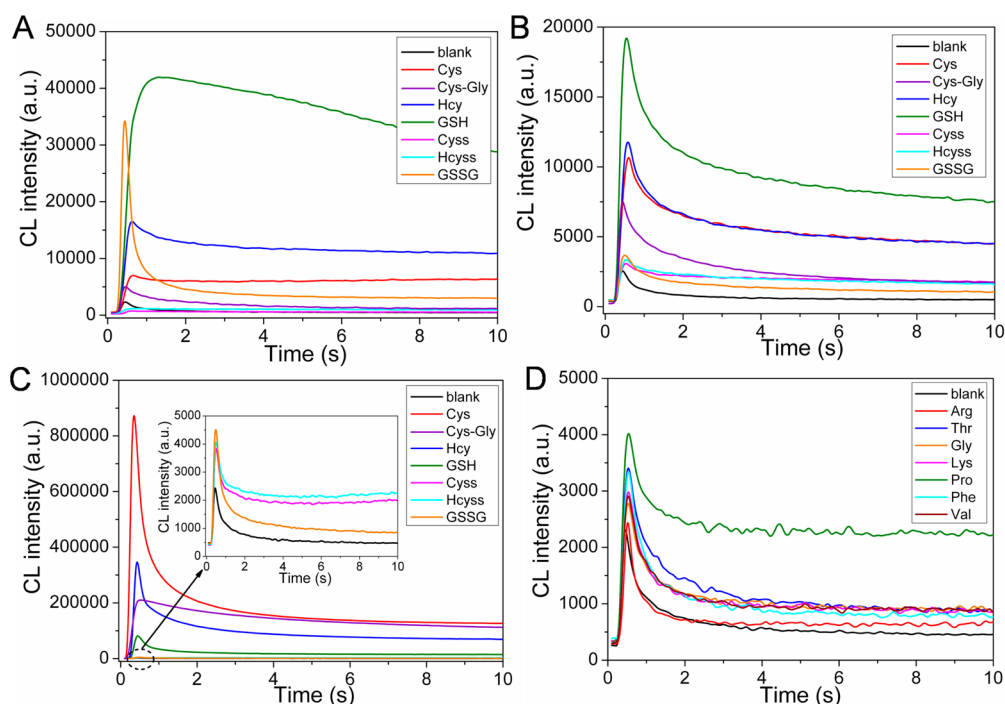 A
CL intensity (a.u.)
50000
40000
30000
20000
10000
0
blank
Cys
Cys-Gly
Hcy
GSH
Cyss
Hcyss
GSSG
0 2 4 6 8 10
Time (s)
B
CL intensity (a.u.)
20000
15000
10000
5000
0
blank
Cys
Cys-Gly
Hcy
GSH
Cyss
Hcyss
GSSG
0 2 4 6 8 10
Time (s)
C
CL intensity (a.u.)
1000000
800000
600000
400000
200000
0
CL intensity (a.u.)
5000
4000
3000
2000
1000
0
0 2 4 6 8 10
Time (s)
blank
Cys
Cys-Gly
Hcy
GSH
Cyss
Hcyss
GSSG
0 2 4 6 8 10
Time (s)
D
CL intensity (a.u.)
5000
4000
3000
2000
1000
0
blank
Arg
Thr
Gly
Lys
Pro
Phe
Val
0 2 4 6 8 10
Time (s)